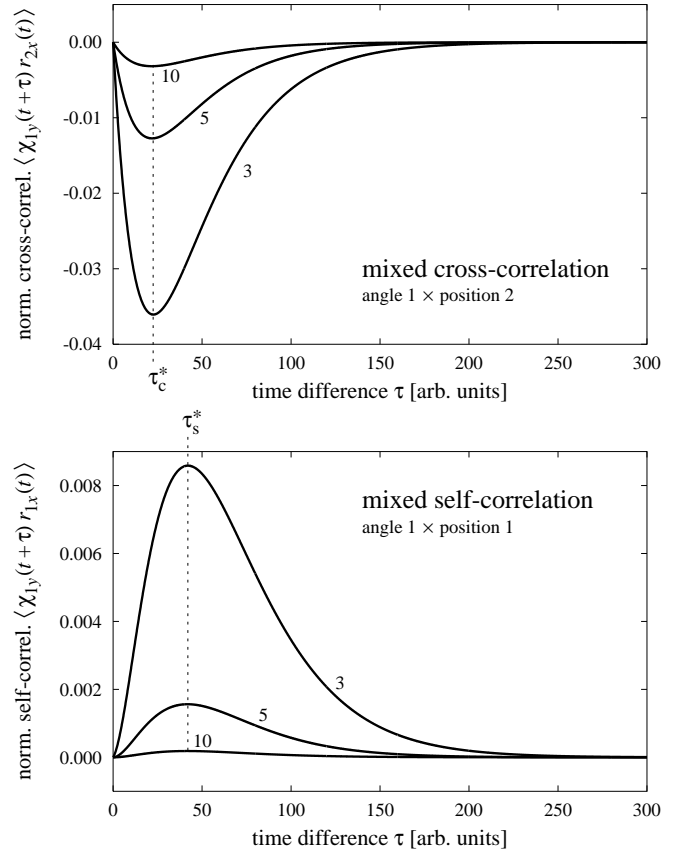 norm. cross-correl. ⟨ χ1y(t+τ) r2x(t)⟩
0.00
-0.01
-0.02
-0.03
-0.04
10
5
3
mixed cross-correlation
angle 1 × position 2
0 50 100 150 200 250 300
τc*
time difference τ [arb. units]
τs*
norm. self-correl. ⟨ χ1y(t+τ) r1x(t)⟩
0.008
0.006
0.004
0.002
0.000
mixed self-correlation
angle 1 × position 1
3
5
10
0 50 100 150 200 250 300
time difference τ [arb. units]